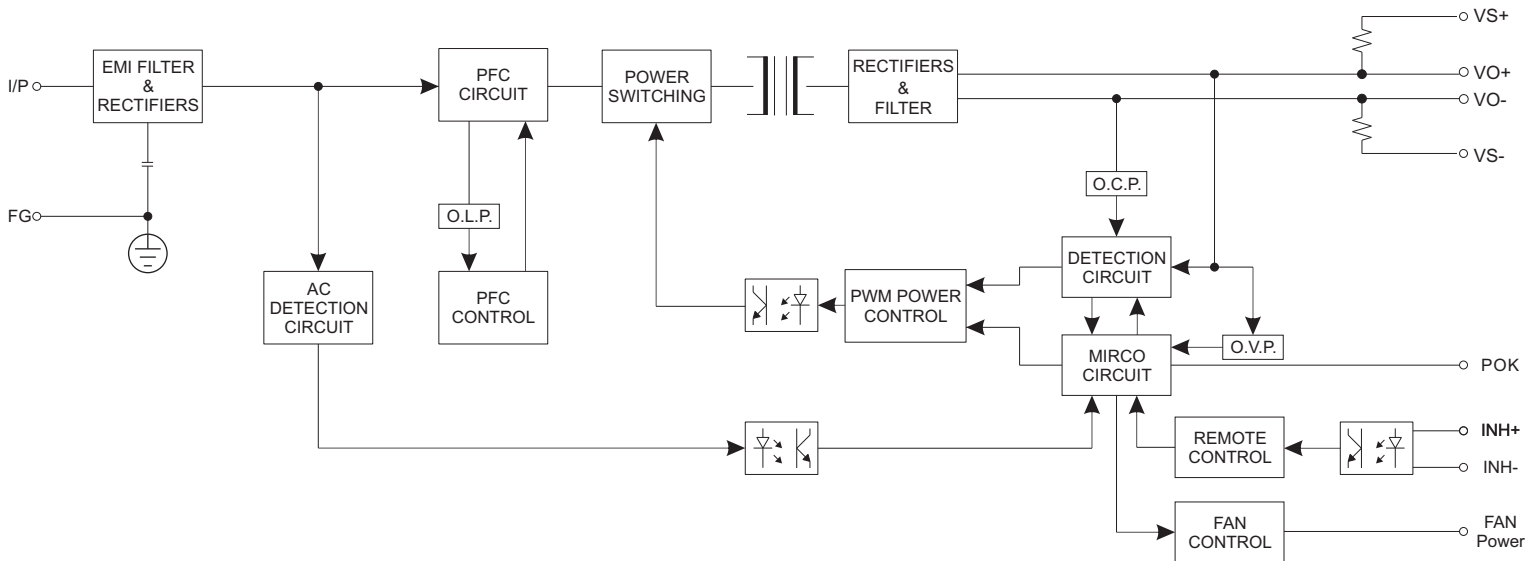 VS+
EMI FILTER
&
RECTIFIERS
PFC
CIRCUIT
POWER
SWITCHING
RECTIFIERS
&
FILTER
VO+
I/P
VO-
VS-
O.C.P.
FG
O.L.P.
DETECTION
CIRCUIT
AC
DETECTION
CIRCUIT
PFC
CONTROL
PWM POWER
CONTROL
O.V.P.
MIRCO
CIRCUIT
POK
REMOTE
CONTROL
INH+
INH-
FAN
CONTROL
FAN
Power